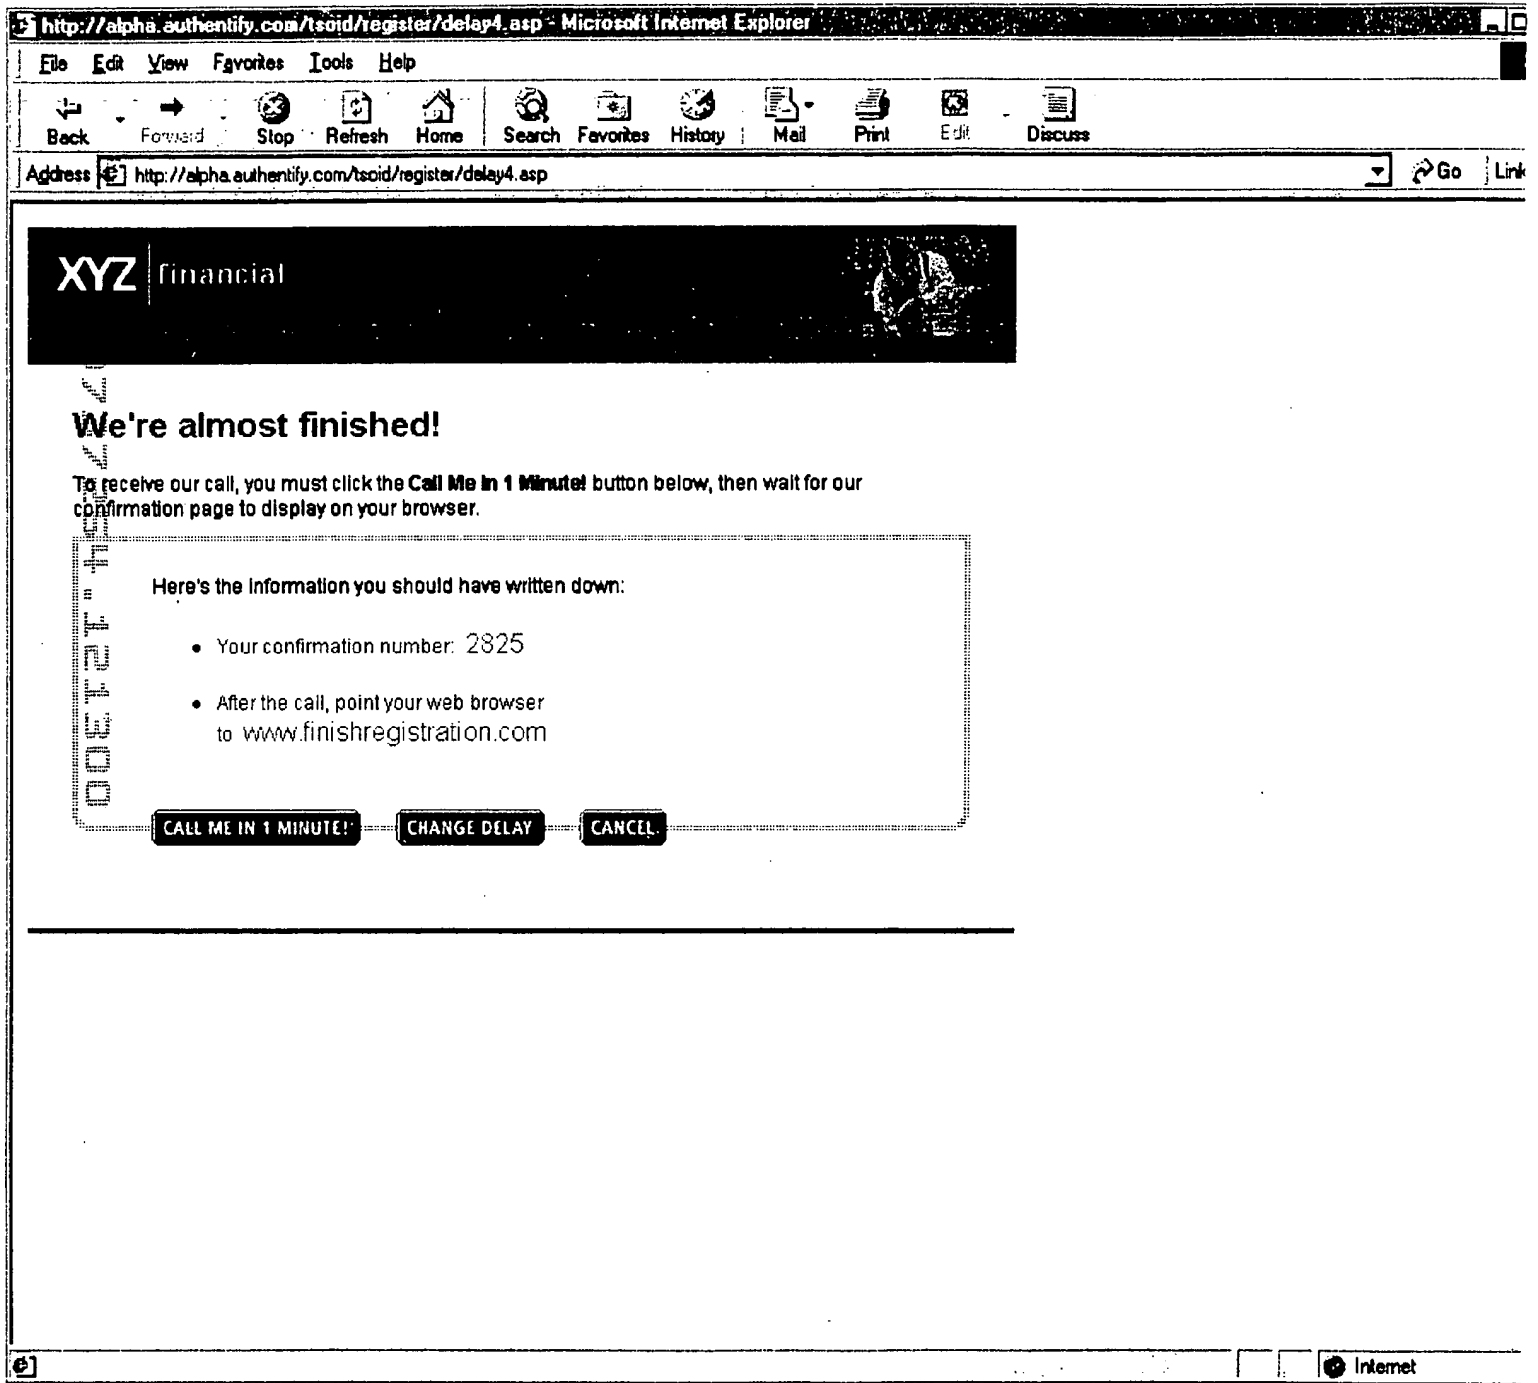 http://alpha.authentify.com/tsoid/register/delay4.asp - Microsoft Internet Explorer
File Edit View Favorites Tools Help
Back Forward Stop Refresh Home Search Favorites History Mail Print Edit Discuss
Address http://alpha.authentify.com/tsoid/register/delay4.asp Go Link
XYZ financial
We're almost finished!
To receive our call, you must click the Call Me in 1 Minute! button below, then wait for our
confirmation page to display on your browser.
Here's the information you should have written down:
• Your confirmation number: 2825
• After the call, point your web browser
to www.finishregistration.com
CALL ME IN 1 MINUTE! CHANGE DELAY CANCEL
Internet